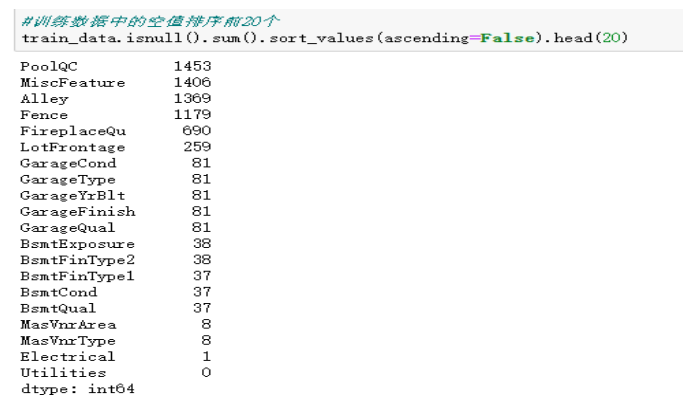 #训练数据中的空值排序前20个
train_data.isnull().sum().sort_values(ascending=False).head(20)
PoolQC 1453
MiscFeature 1406
Alley 1369
Fence 1179
FireplaceQu 690
LotFrontage 259
GarageCond 81
GarageType 81
GarageYrBlt 81
GarageFinish 81
GarageQual 81
BsmtExposure 38
BsmtFinType2 38
BsmtFinType1 37
BsmtCond 37
BsmtQual 37
MasVnrArea 8
MasVnrType 8
Electrical 1
Utilities 0
dtype: int64